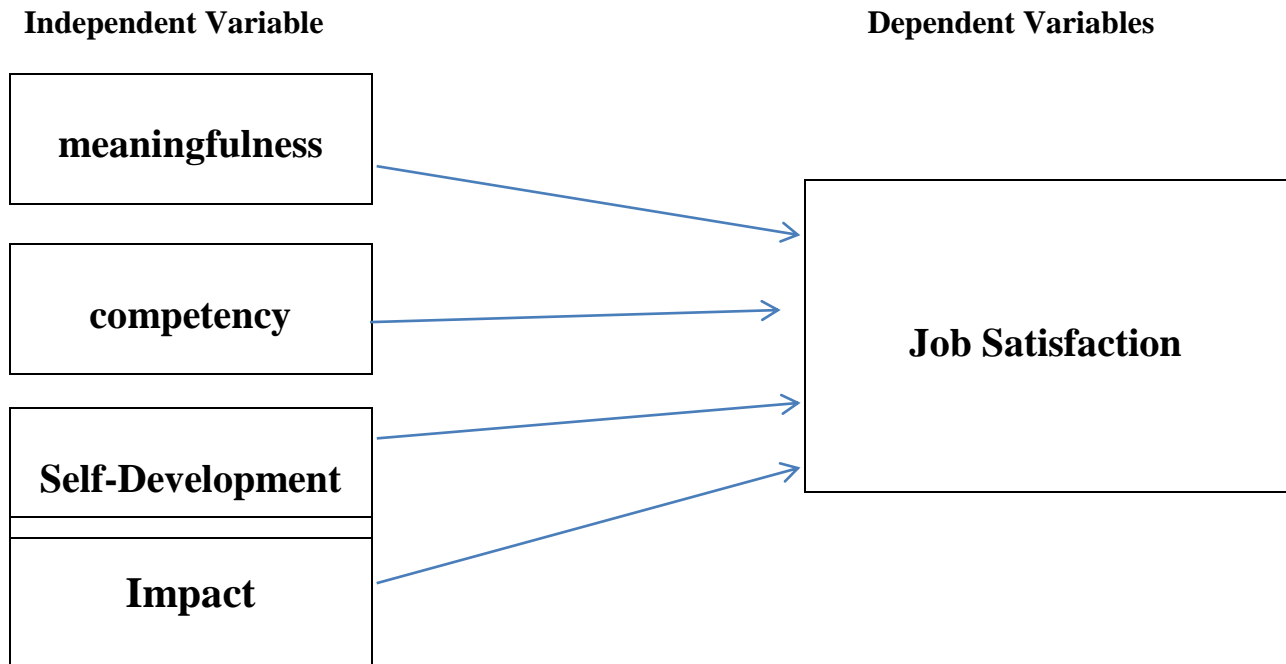 Independent Variable
Dependent Variables
meaningfulness
competency
Job Satisfaction
Self-Development
Impact